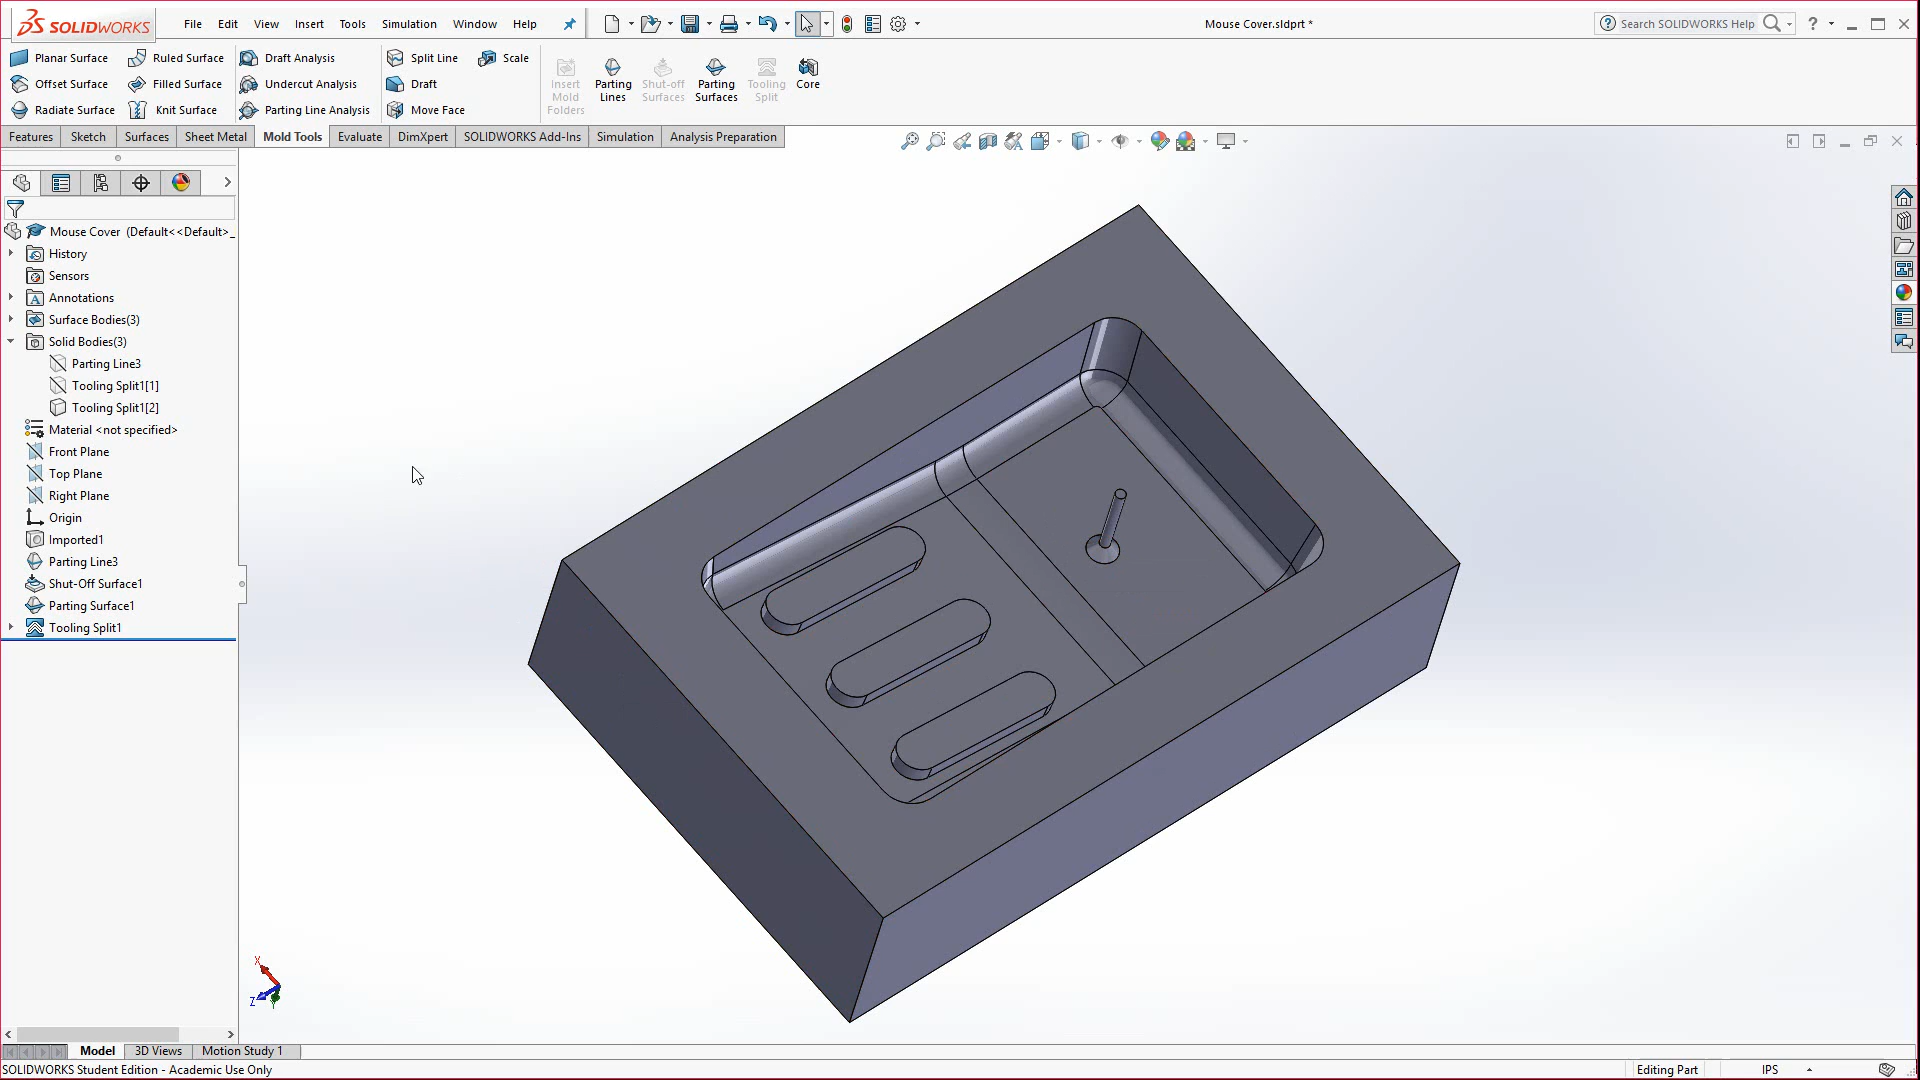 SOLIDWORKS File Edit View Insert Tools Simulation Window Help Mouse Cover.sldprt * Search SOLIDWORKS Help ?
Planar Surface Ruled Surface Draft Analysis Split Line Scale
Offset Surface Filled Surface Undercut Analysis Draft
Radiate Surface Knit Surface Parting Line Analysis Move Face
Insert Mold Folders
Parting Lines
Shut-off Surfaces
Parting Surfaces
Tooling Split
Core
Features Sketch Surfaces Sheet Metal Mold Tools Evaluate DimXpert SOLIDWORKS Add-Ins Simulation Analysis Preparation
Mouse Cover (Default<<Default>_
History
Sensors
Annotations
Surface Bodies(3)
Solid Bodies(3)
Parting Line3
Tooling Split1[1]
Tooling Split1[2]
Material <not specified>
Front Plane
Top Plane
Right Plane
Origin
Imported1
Parting Line3
Shut-Off Surface1
Parting Surface1
Tooling Split1
X
Z
Y
Model 3D Views Motion Study 1
SOLIDWORKS Student Edition - Academic Use Only Editing Part IPS